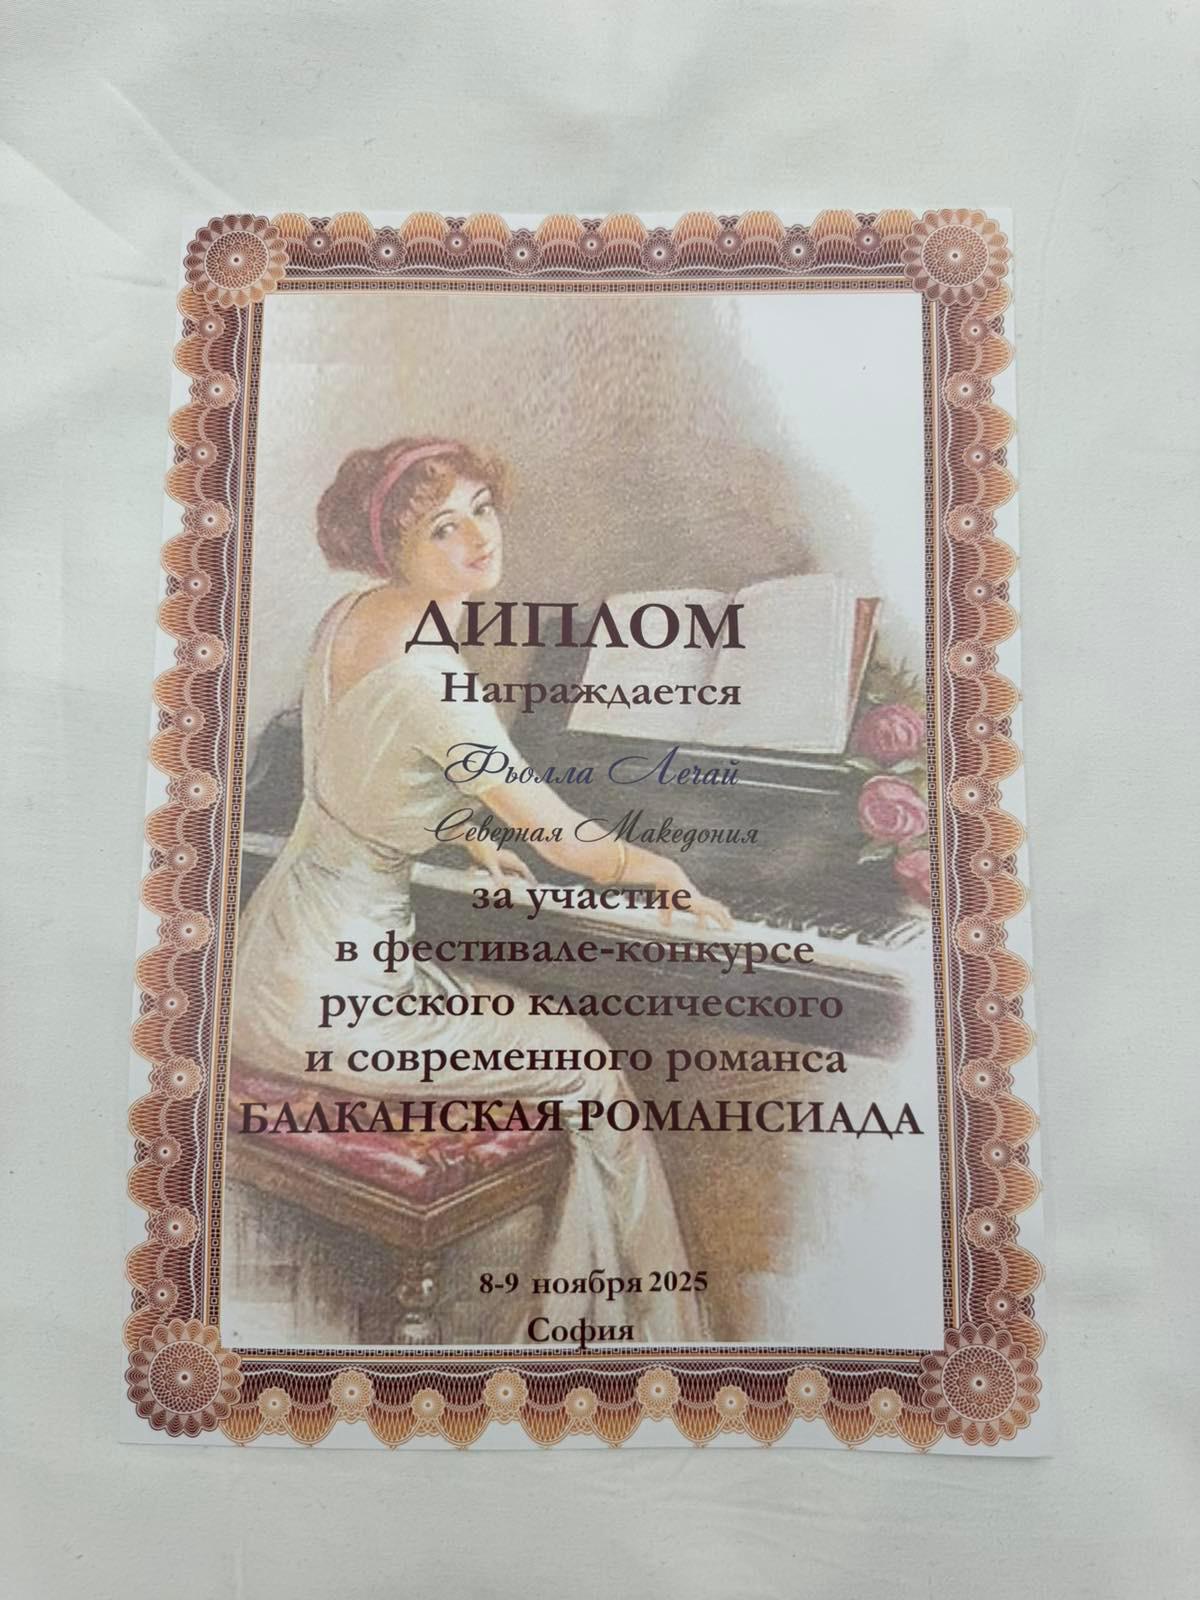 ДИПЛОМ
Награждается
Фьолла Лечай
Северная Македония
за участие
в фестивале-конкурсе
русского классического
и современного романса
БАЛКАНСКАЯ РОМАНСИАДА
8-9 ноября 2025
София